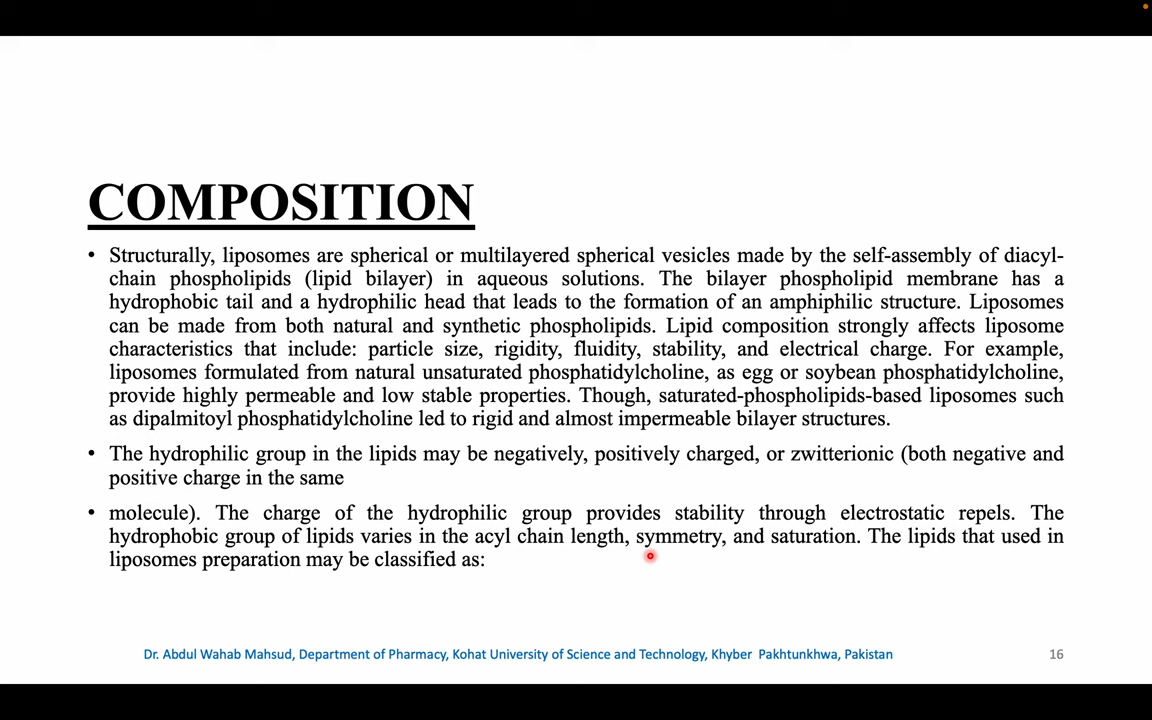 COMPOSITION
• Structurally, liposomes are spherical or multilayered spherical vesicles made by the self-assembly of diacyl-
chain phospholipids (lipid bilayer) in aqueous solutions. The bilayer phospholipid membrane has a
hydrophobic tail and a hydrophilic head that leads to the formation of an amphiphilic structure. Liposomes
can be made from both natural and synthetic phospholipids. Lipid composition strongly affects liposome
characteristics that include: particle size, rigidity, fluidity, stability, and electrical charge. For example,
liposomes formulated from natural unsaturated phosphatidylcholine, as egg or soybean phosphatidylcholine,
provide highly permeable and low stable properties. Though, saturated-phospholipids-based liposomes such
as dipalmitoyl phosphatidylcholine led to rigid and almost impermeable bilayer structures.
• The hydrophilic group in the lipids may be negatively, positively charged, or zwitterionic (both negative and
positive charge in the same
• molecule). The charge of the hydrophilic group provides stability through electrostatic repels. The
hydrophobic group of lipids varies in the acyl chain length, symmetry, and saturation. The lipids that used in
liposomes preparation may be classified as:
Dr. Abdul Wahab Mahsud, Department of Pharmacy, Kohat University of Science and Technology, Khyber Pakhtunkhwa, Pakistan
16